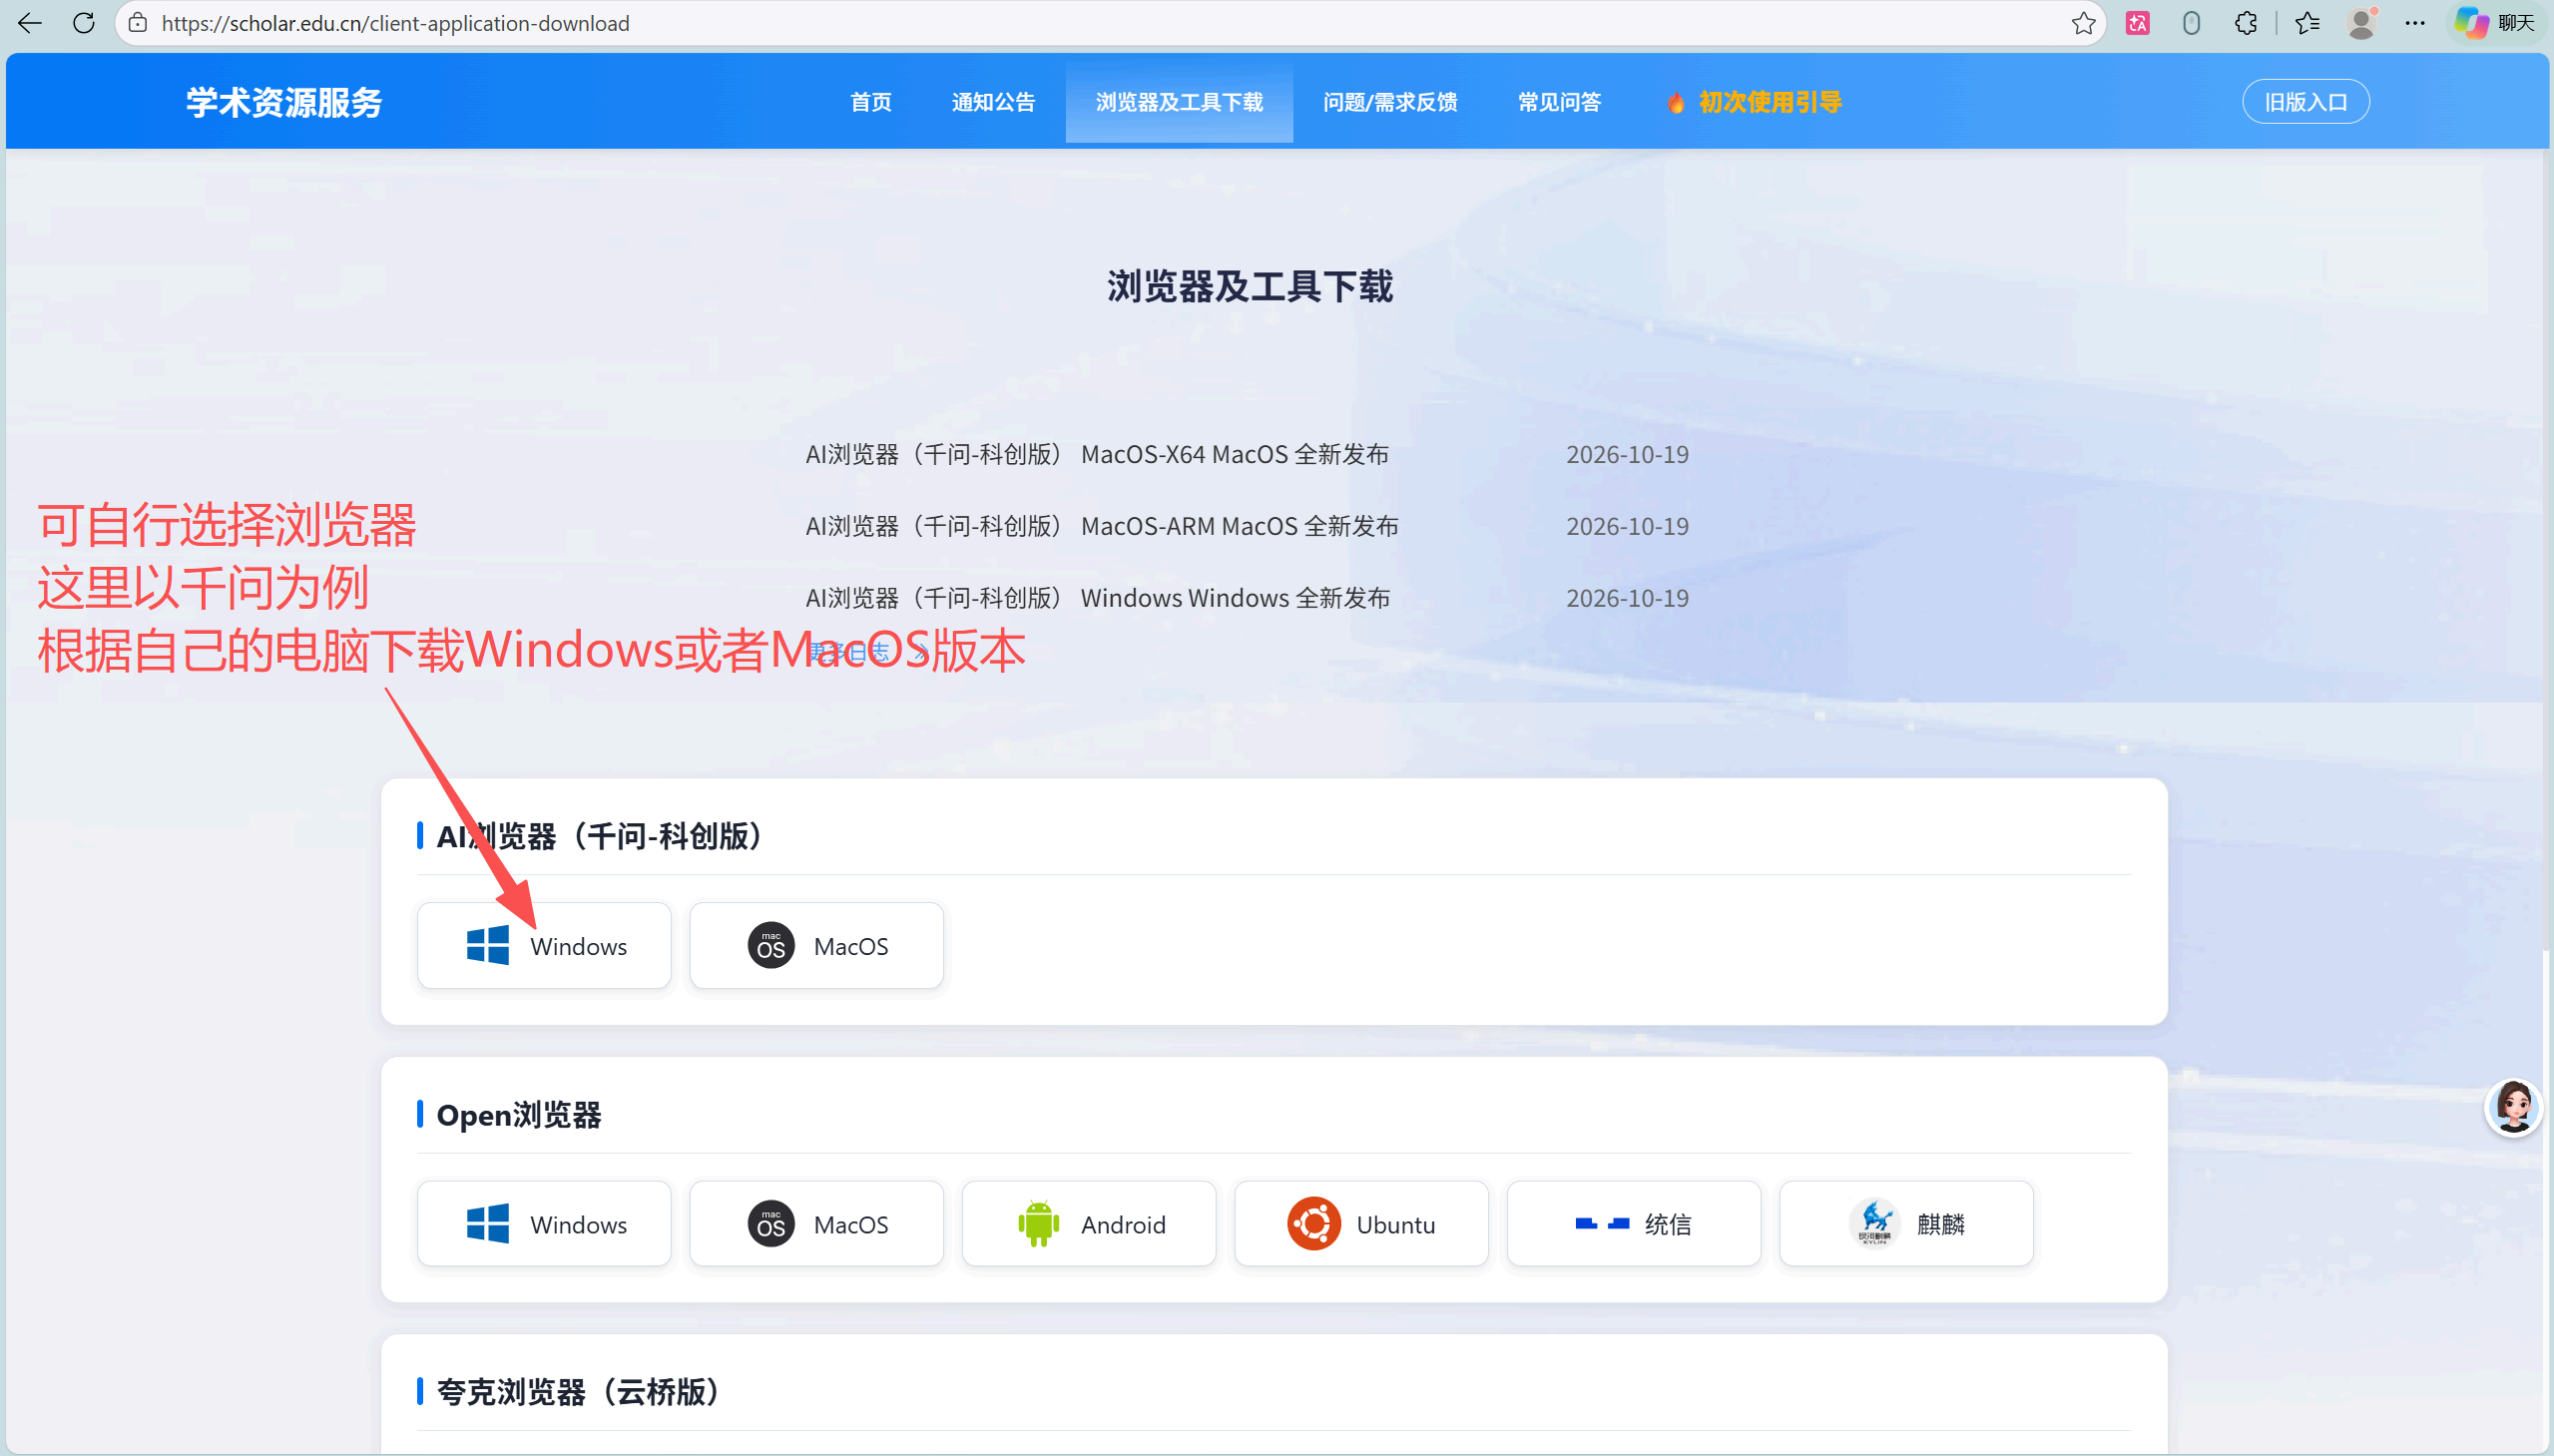 https://scholar.edu.cn/client-application-download
聊天
学术资源服务
首页
通知公告
浏览器及工具下载
问题/需求反馈
常见问答
初次使用引导
旧版入口
浏览器及工具下载
AI浏览器（千问-科创版） MacOS-X64 MacOS 全新发布 2026-10-19
AI浏览器（千问-科创版） MacOS-ARM MacOS 全新发布 2026-10-19
AI浏览器（千问-科创版） Windows Windows 全新发布 2026-10-19
更多日志
可自行选择浏览器
这里以千问为例
根据自己的电脑下载Windows或者MacOS版本
AI浏览器（千问-科创版）
Windows
mac OS
MacOS
Open浏览器
Windows
mac OS
MacOS
Android
Ubuntu
统信
麒麟
夸克浏览器（云桥版）